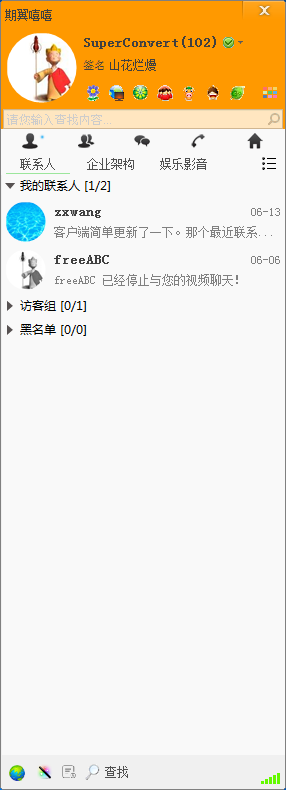 期翼嘻嘻
SuperConvert(102)
签名 山花烂熳
请你输入查找内容...
联系人 企业架构 娱乐影音
我的联系人 [1/2]
zxwang 06-13
客户端简单更新了一下。那个最近联系...
freeABC 06-06
freeABC 已经停止与您的视频聊天!
访客组 [0/1]
黑名单 [0/0]
查找